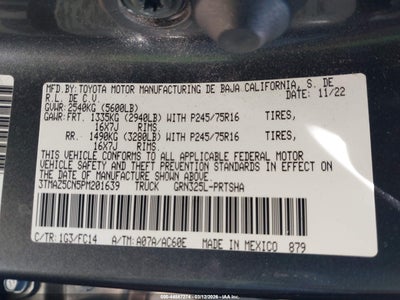 MFD.BY:TOYOTA MOTOR MANUFACTURING DE BAJA CALIFORNIA, S. DE
R.L. DE C.V. DATE: 11/22
GVWR:2540KG (5600LB)
GAWR:FRT. 1335KG (2940LB) WITH P245/75R16 TIRES,
16X7J RIMS.
RR. 1490KG (3280LB) WITH P245/75R16 TIRES,
16X7J RIMS.
THIS VEHICLE CONFORMS TO ALL APPLICABLE FEDERAL MOTOR
VEHICLE SAFETY STANDARDS IN EFFECT ON THE DATE OF
MANUFACTURE SHOWN ABOVE.
3TMAZ5CN5PM201639 TRUCK GRN325L-PRTSHA
C/TR:1G3/FC14 A/TM:A07A/AC60E MADE IN MEXICO 879